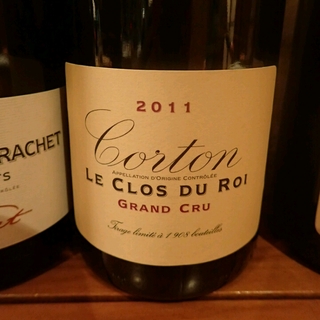 2011
Corton
APPELLATION D'ORIGINE CONTRÔLÉE
LE CLOS DU ROI
GRAND CRU
Tirage limité à 1 908 bouteilles
RACHET